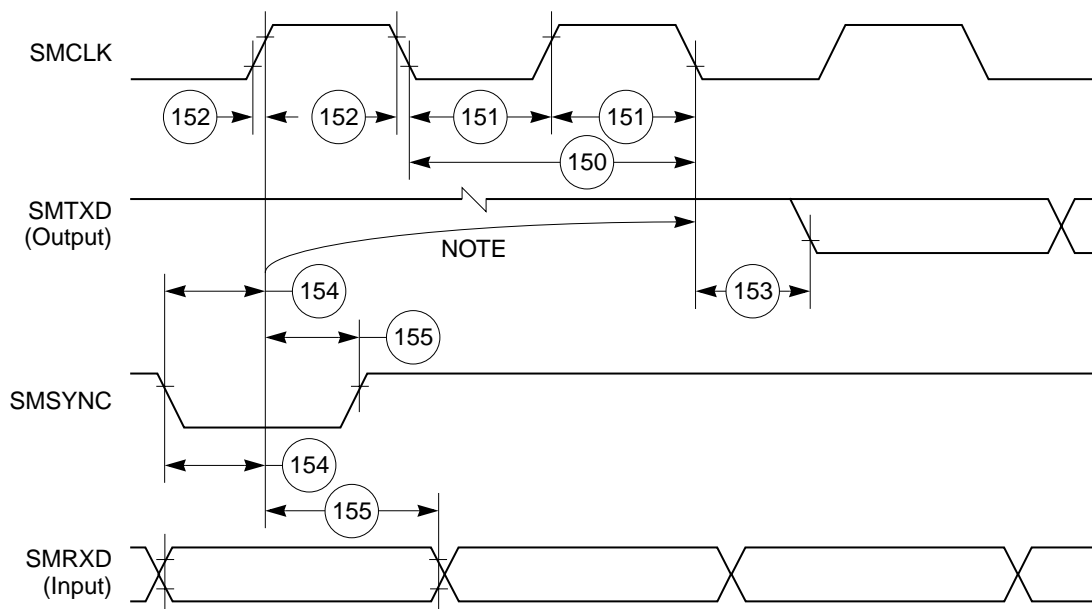 SMCLK
152
152
151
151
150
SMTXD
(Output)
NOTE
154
153
155
SMSYNC
154
155
SMRXD
(Input)